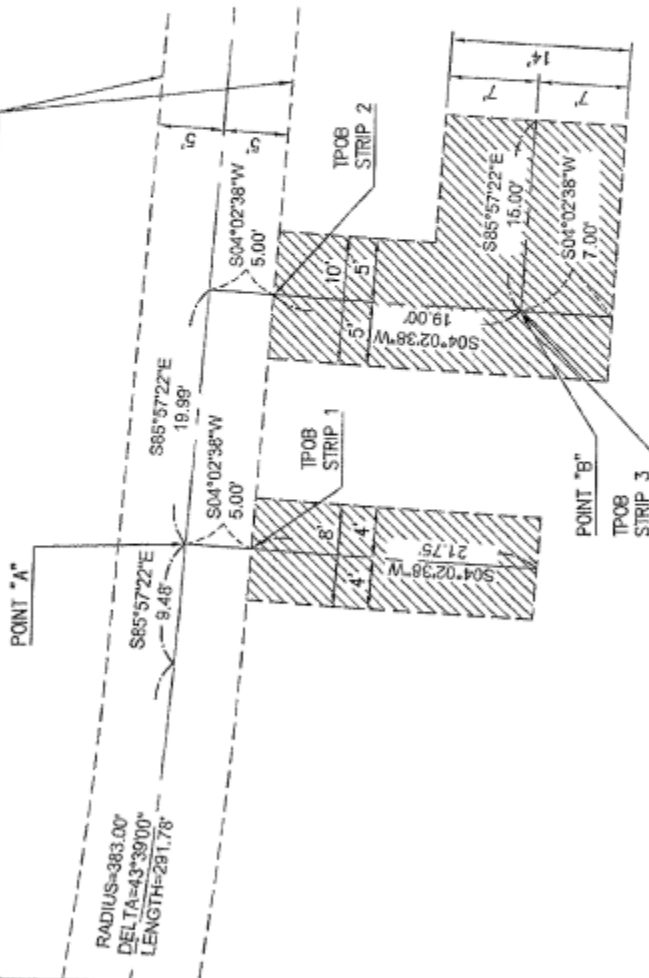 POINT "A"
S85°57'22"E
9.48'
S85°57'22"E
19.99'
S04°02'38"W
5.00'
S04°02'38"W
5.00'
5'
5'
RADIUS=383.00'
DELTA=43°39'00"
LENGTH=291.78'
TPOB
STRIP 1
TPOB
STRIP 2
8'
4'
4'
S04°02'38"W
21.75'
10'
5'
5'
S04°02'38"W
19.00'
S85°57'22"E
15.00'
S04°02'38"W
7.00'
7'
7'
14'
POINT "B"
TPOB
STRIP 3